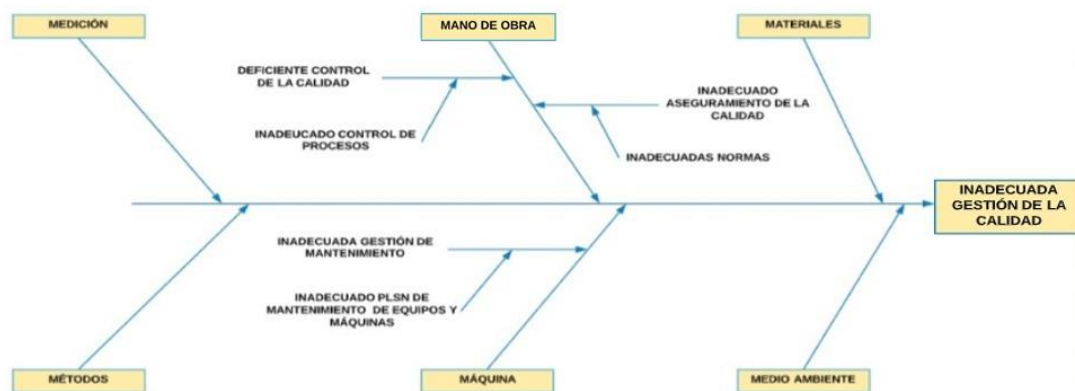 MEDICIÓN
MANO DE OBRA
MATERIALES
DEFICIENTE CONTROL
DE LA CALIDAD
INADECUADO
ASEGURAMIENTO DE LA
CALIDAD
INADEUCADO CONTROL DE
PROCESOS
INADECUADAS NORMAS
INADECUADA
GESTIÓN DE LA
CALIDAD
INADECUADA GESTIÓN DE
MANTENIMIENTO
INADECUADO PLSN DE
MANTENIMIENTO DE EQUIPOS Y
MÁQUINAS
MÉTODOS
MÁQUINA
MEDIO AMBIENTE